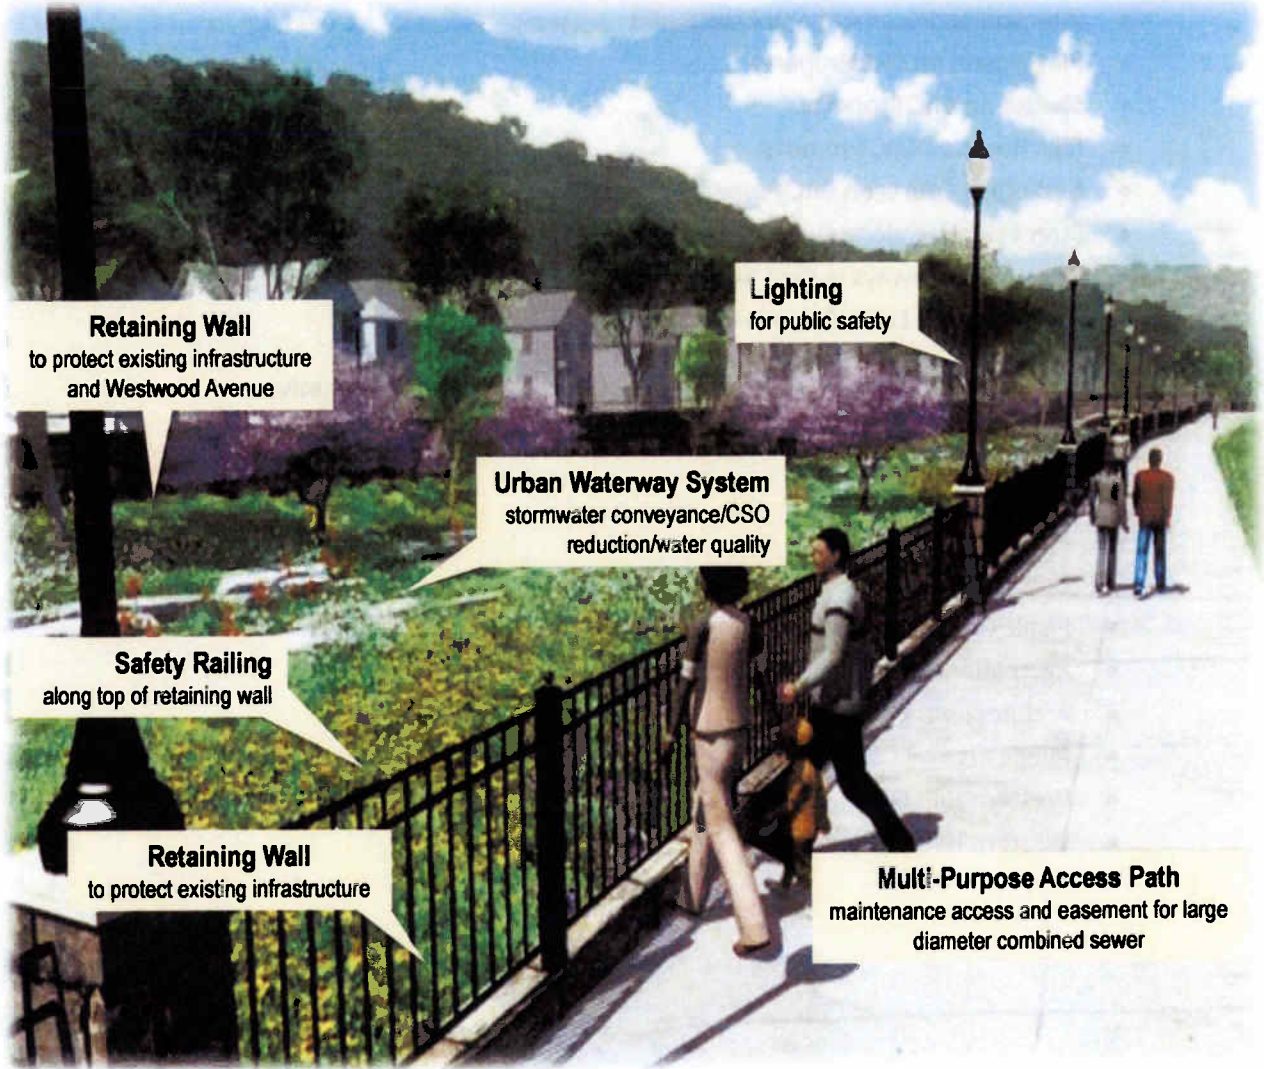 Lighting
for public safety
Retaining Wall
to protect existing infrastructure
and Westwood Avenue
Urban Waterway System
stormwater conveyance/CSO
reduction/water quality
Safety Railing
along top of retaining wall
Retaining Wall
to protect existing infrastructure
Multi-Purpose Access Path
maintenance access and easement for large
diameter combined sewer